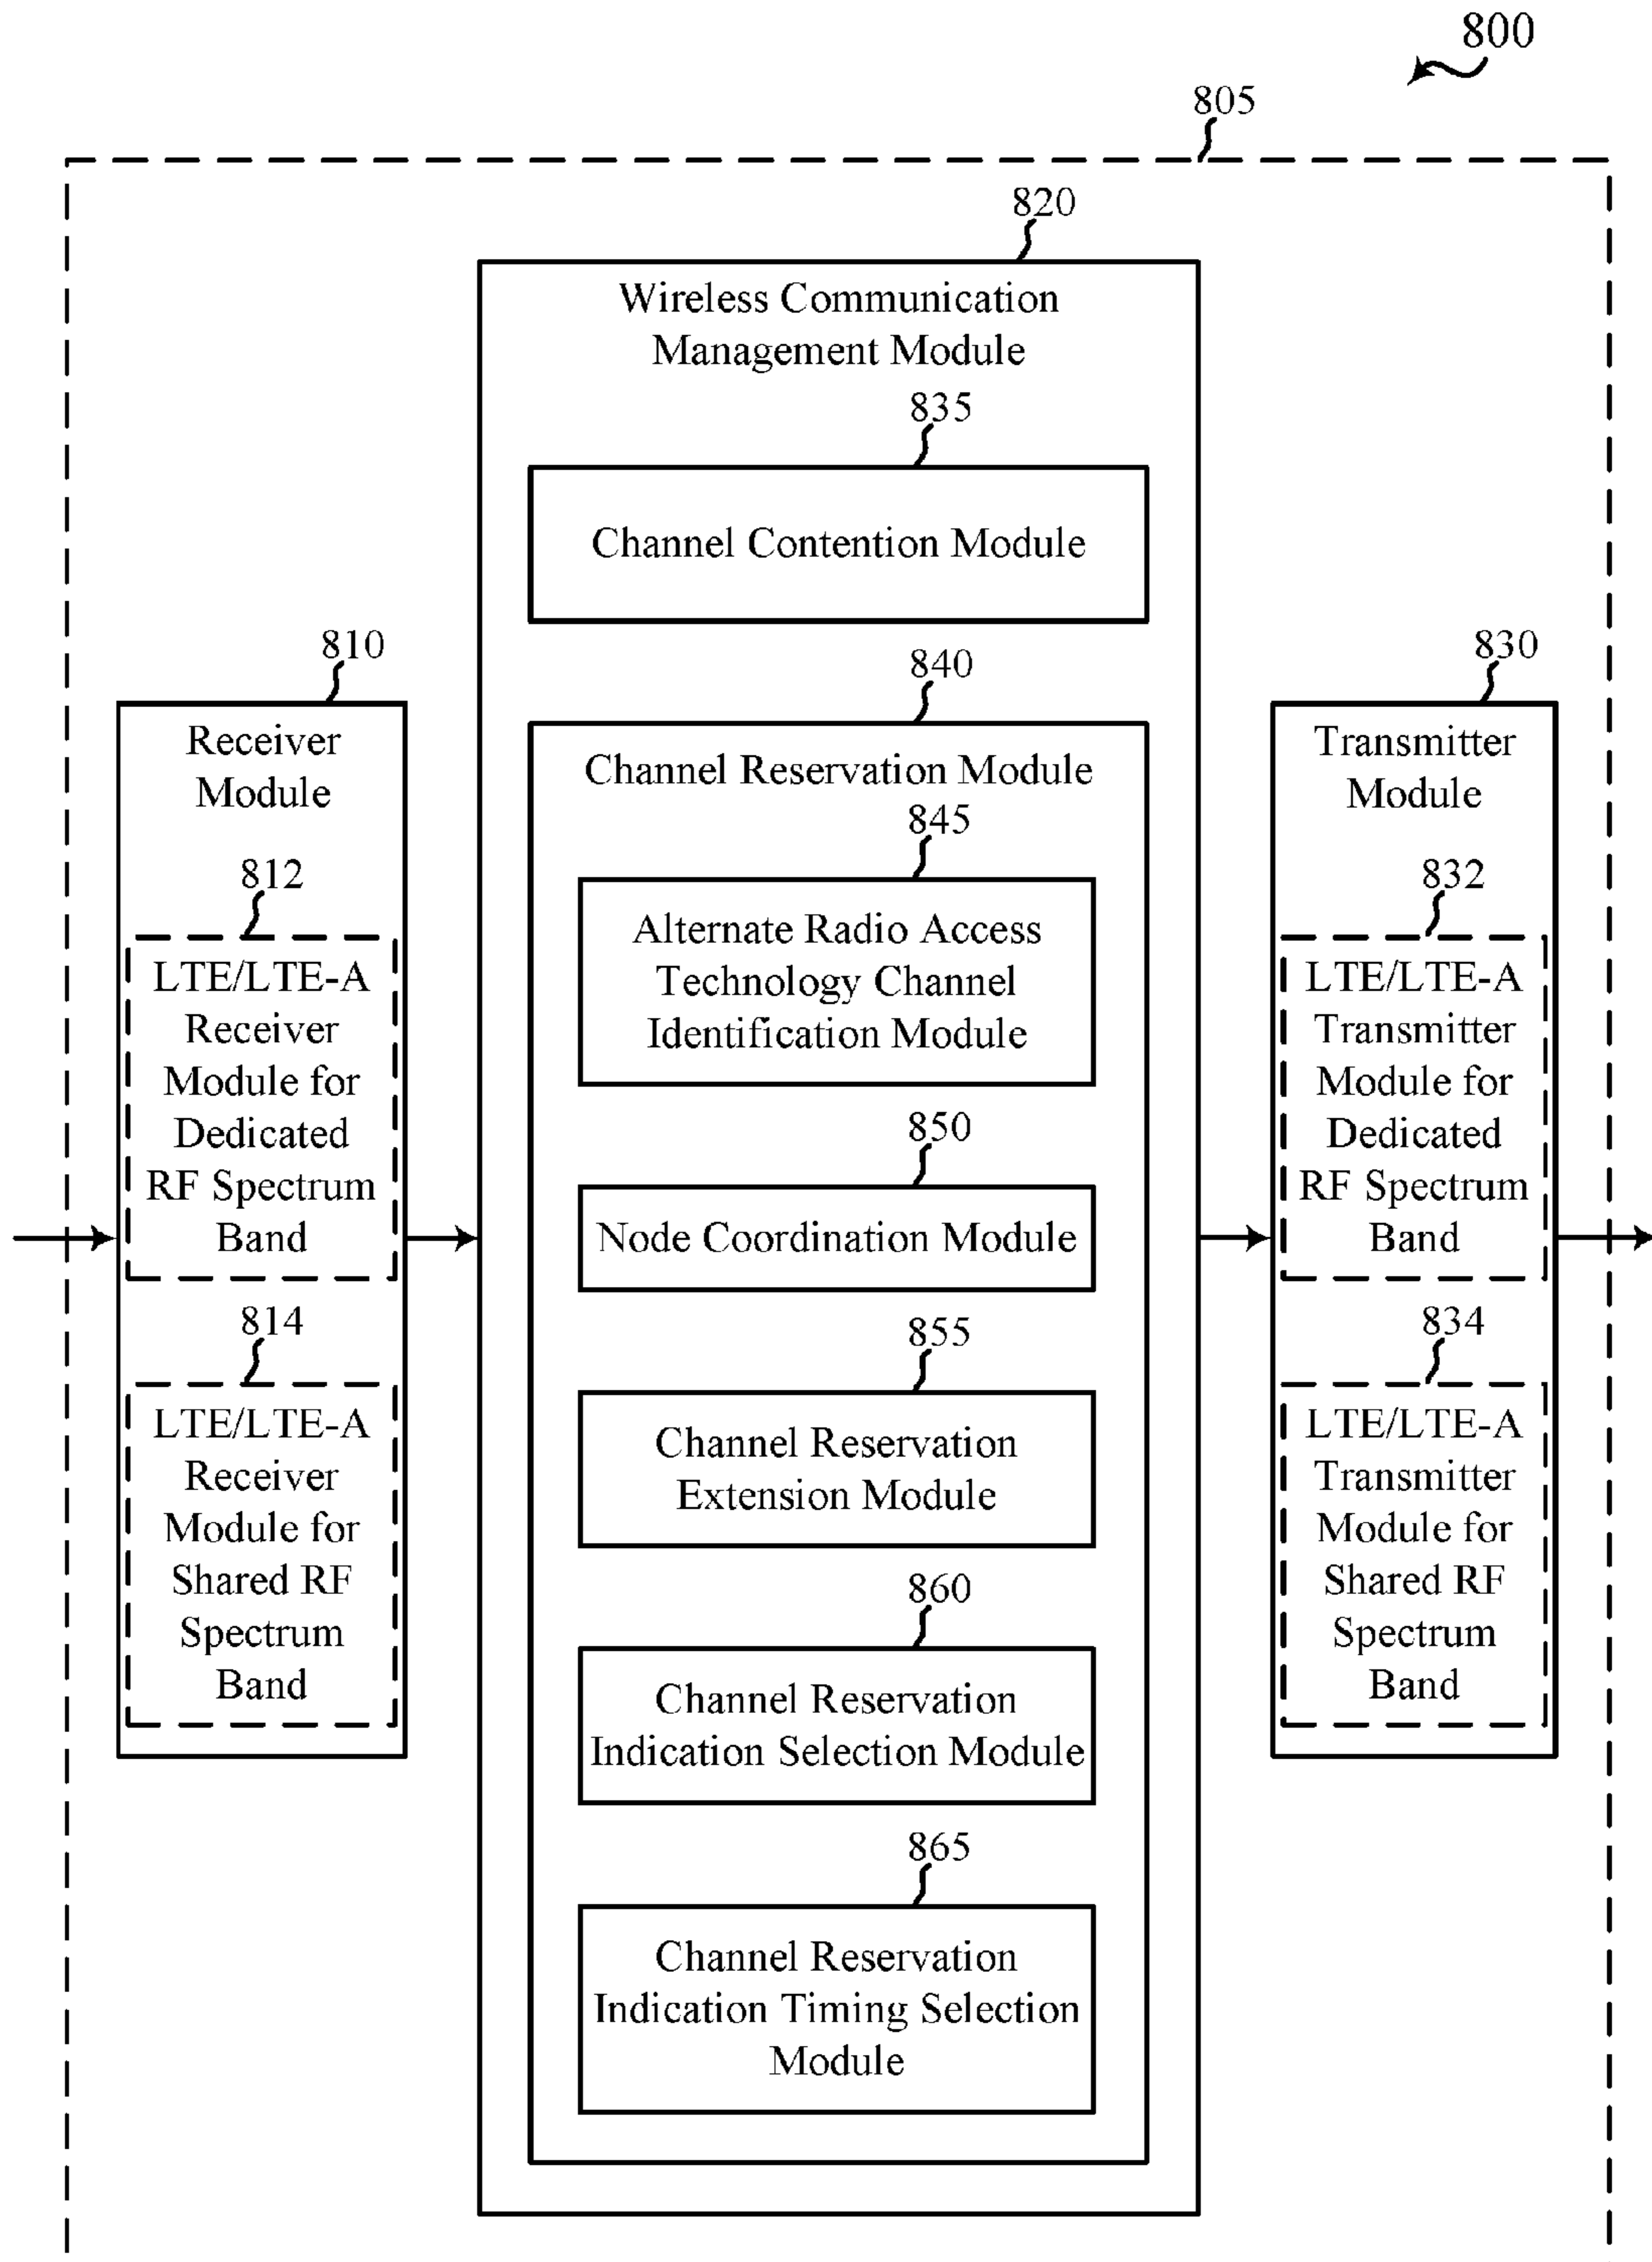 800
805
820
Wireless Communication
Management Module
835
Channel Contention Module
810
Receiver
Module
812
LTE/LTE-A
Receiver
Module for
Dedicated
RF Spectrum
Band
814
LTE/LTE-A
Receiver
Module for
Shared RF
Spectrum
Band
840
Channel Reservation Module
845
Alternate Radio Access
Technology Channel
Identification Module
850
Node Coordination Module
855
Channel Reservation
Extension Module
860
Channel Reservation
Indication Selection Module
865
Channel Reservation
Indication Timing Selection
Module
830
Transmitter
Module
832
LTE/LTE-A
Transmitter
Module for
Dedicated
RF Spectrum
Band
834
LTE/LTE-A
Transmitter
Module for
Shared RF
Spectrum
Band